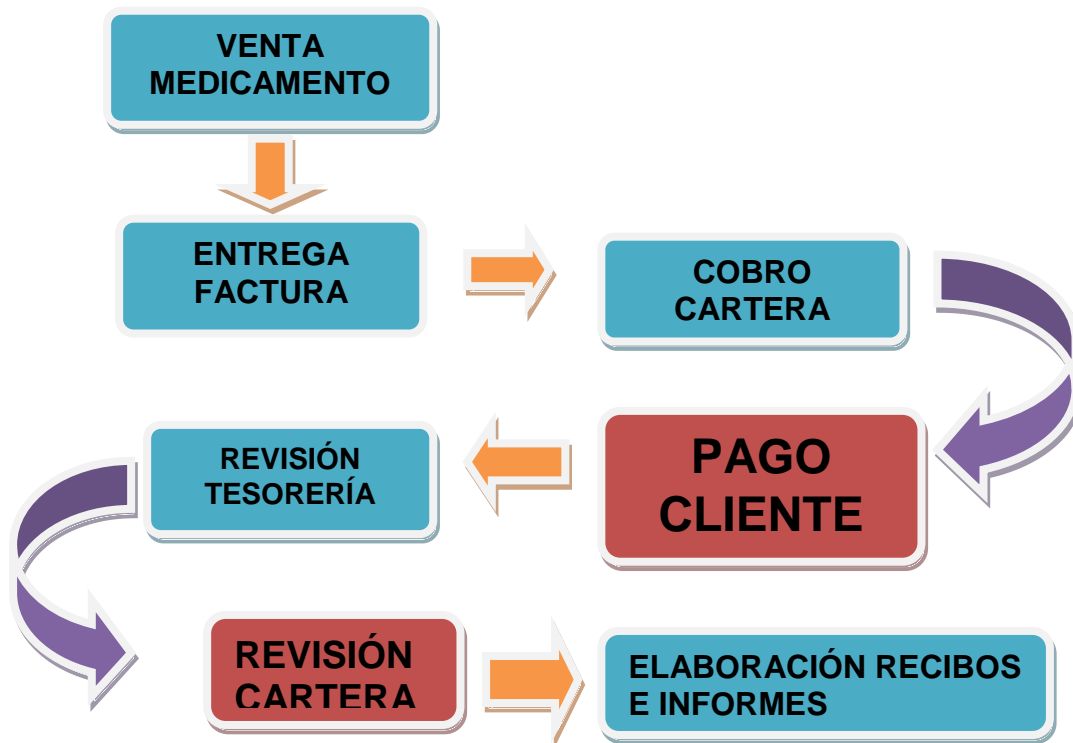 VENTA
MEDICAMENTO
ENTREGA
FACTURA
COBRO
CARTERA
PAGO
CLIENTE
REVISIÓN
TESORERÍA
REVISIÓN
CARTERA
ELABORACIÓN RECIBOS
E INFORMES